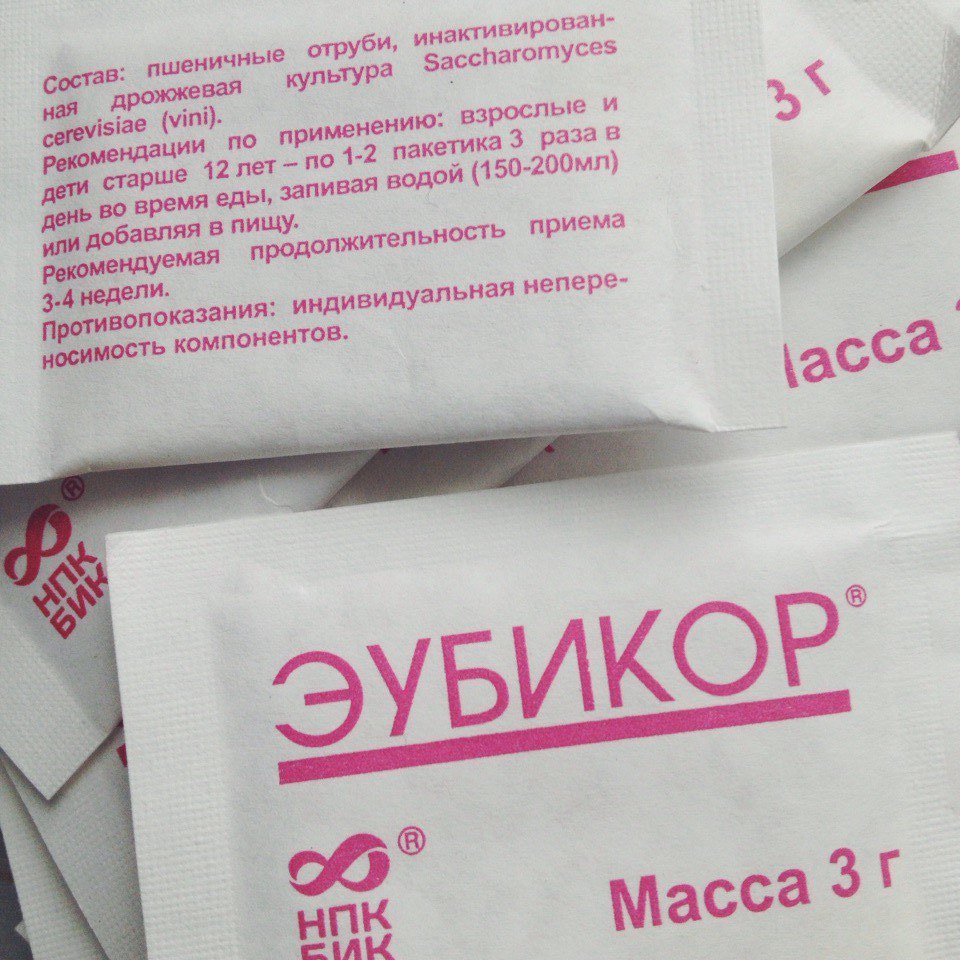 Состав: пшеничные отруби, инактивирован-
ная дрожжевая культура Saccharomyces
cerevisiae (vini).
Рекомендации по применению: взрослые и
дети старше 12 лет – по 1-2 пакетика 3 раза в
день во время еды, запивая водой (150-200мл)
или добавляя в пищу.
Рекомендуемая продолжительность приема
3-4 недели.
Противопоказания: индивидуальная непере-
носимость компонентов.
3 г
®
НПК
БИК
ЭУБИКОР®
®
НПК
БИК
Масса 3 г